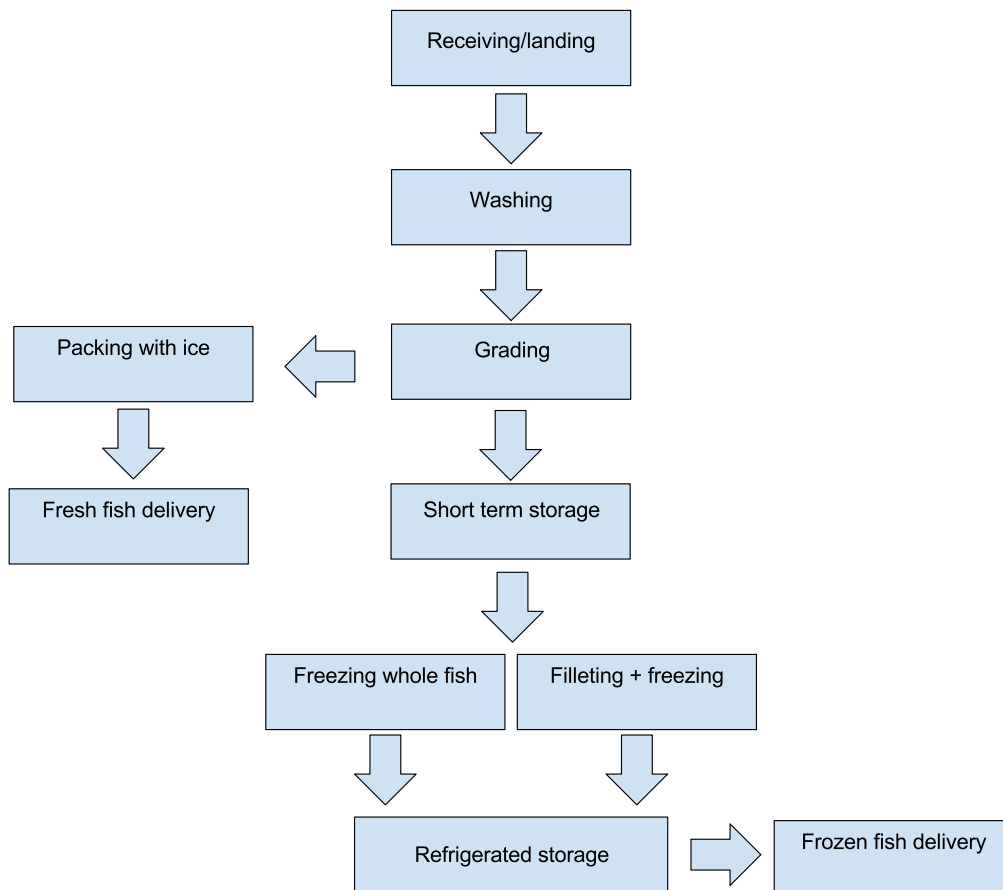 Receiving/landing
Washing
Packing with ice
Grading
Fresh fish delivery
Short term storage
Freezing whole fish
Filleting + freezing
Refrigerated storage
Frozen fish delivery